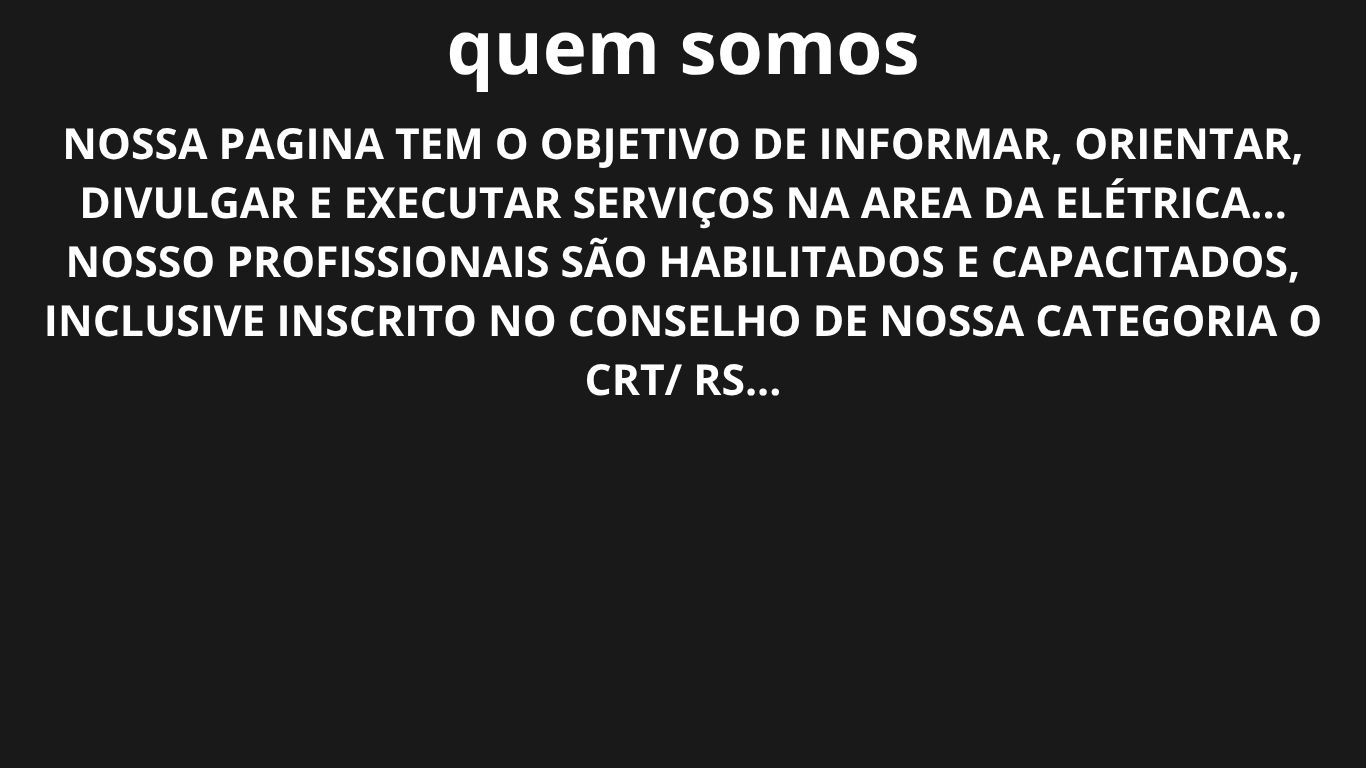 quem somos
NOSSA PAGINA TEM O OBJETIVO DE INFORMAR, ORIENTAR,
DIVULGAR E EXECUTAR SERVIÇOS NA AREA DA ELÉTRICA...
NOSSO PROFISSIONAIS SÃO HABILITADOS E CAPACITADOS,
INCLUSIVE INSCRITO NO CONSELHO DE NOSSA CATEGORIA O
CRT/ RS...